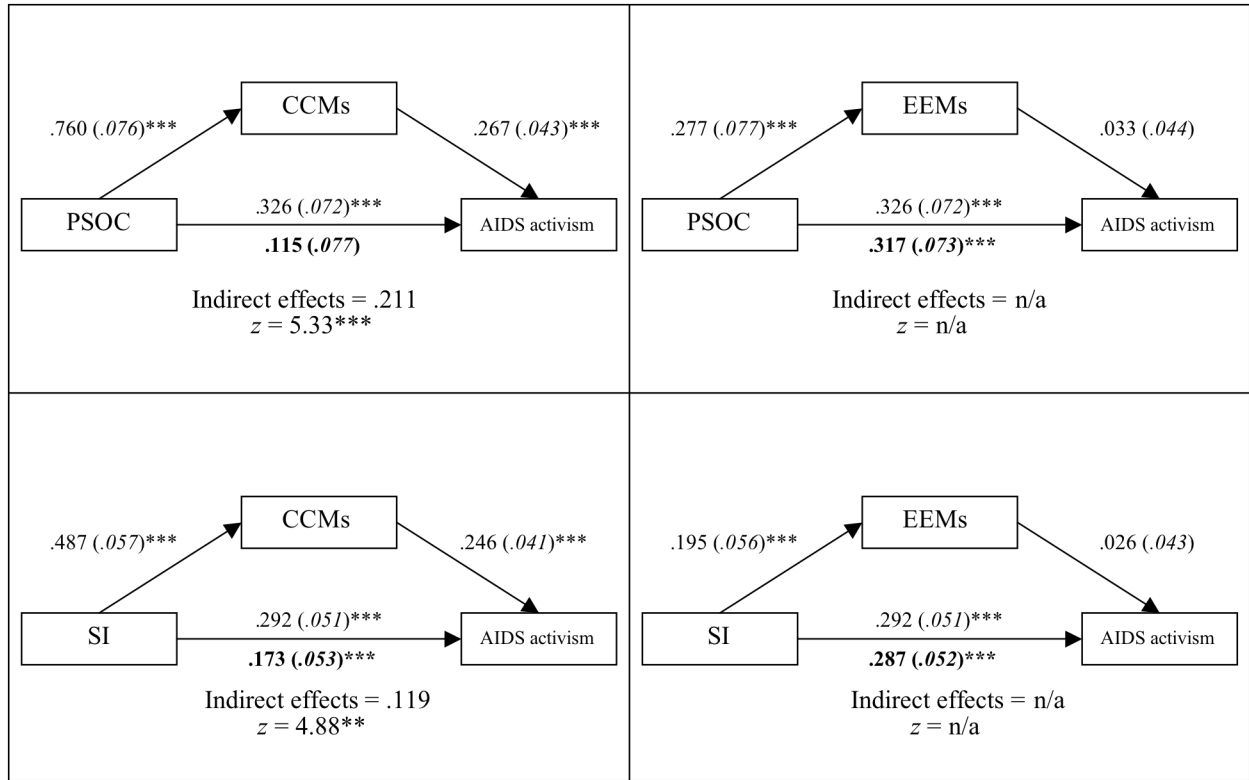 CCMs
.760 (.076)***
.267 (.043)***
PSOC
.326 (.072)***
.115 (.077)
AIDS activism
Indirect effects = .211
z = 5.33***
EEMs
.277 (.077)***
.033 (.044)
PSOC
.326 (.072)***
.317 (.073)***
AIDS activism
Indirect effects = n/a
z = n/a
CCMs
.487 (.057)***
.246 (.041)***
SI
.292 (.051)***
.173 (.053)***
AIDS activism
Indirect effects = .119
z = 4.88**
EEMs
.195 (.056)***
.026 (.043)
SI
.292 (.051)***
.287 (.052)***
AIDS activism
Indirect effects = n/a
z = n/a